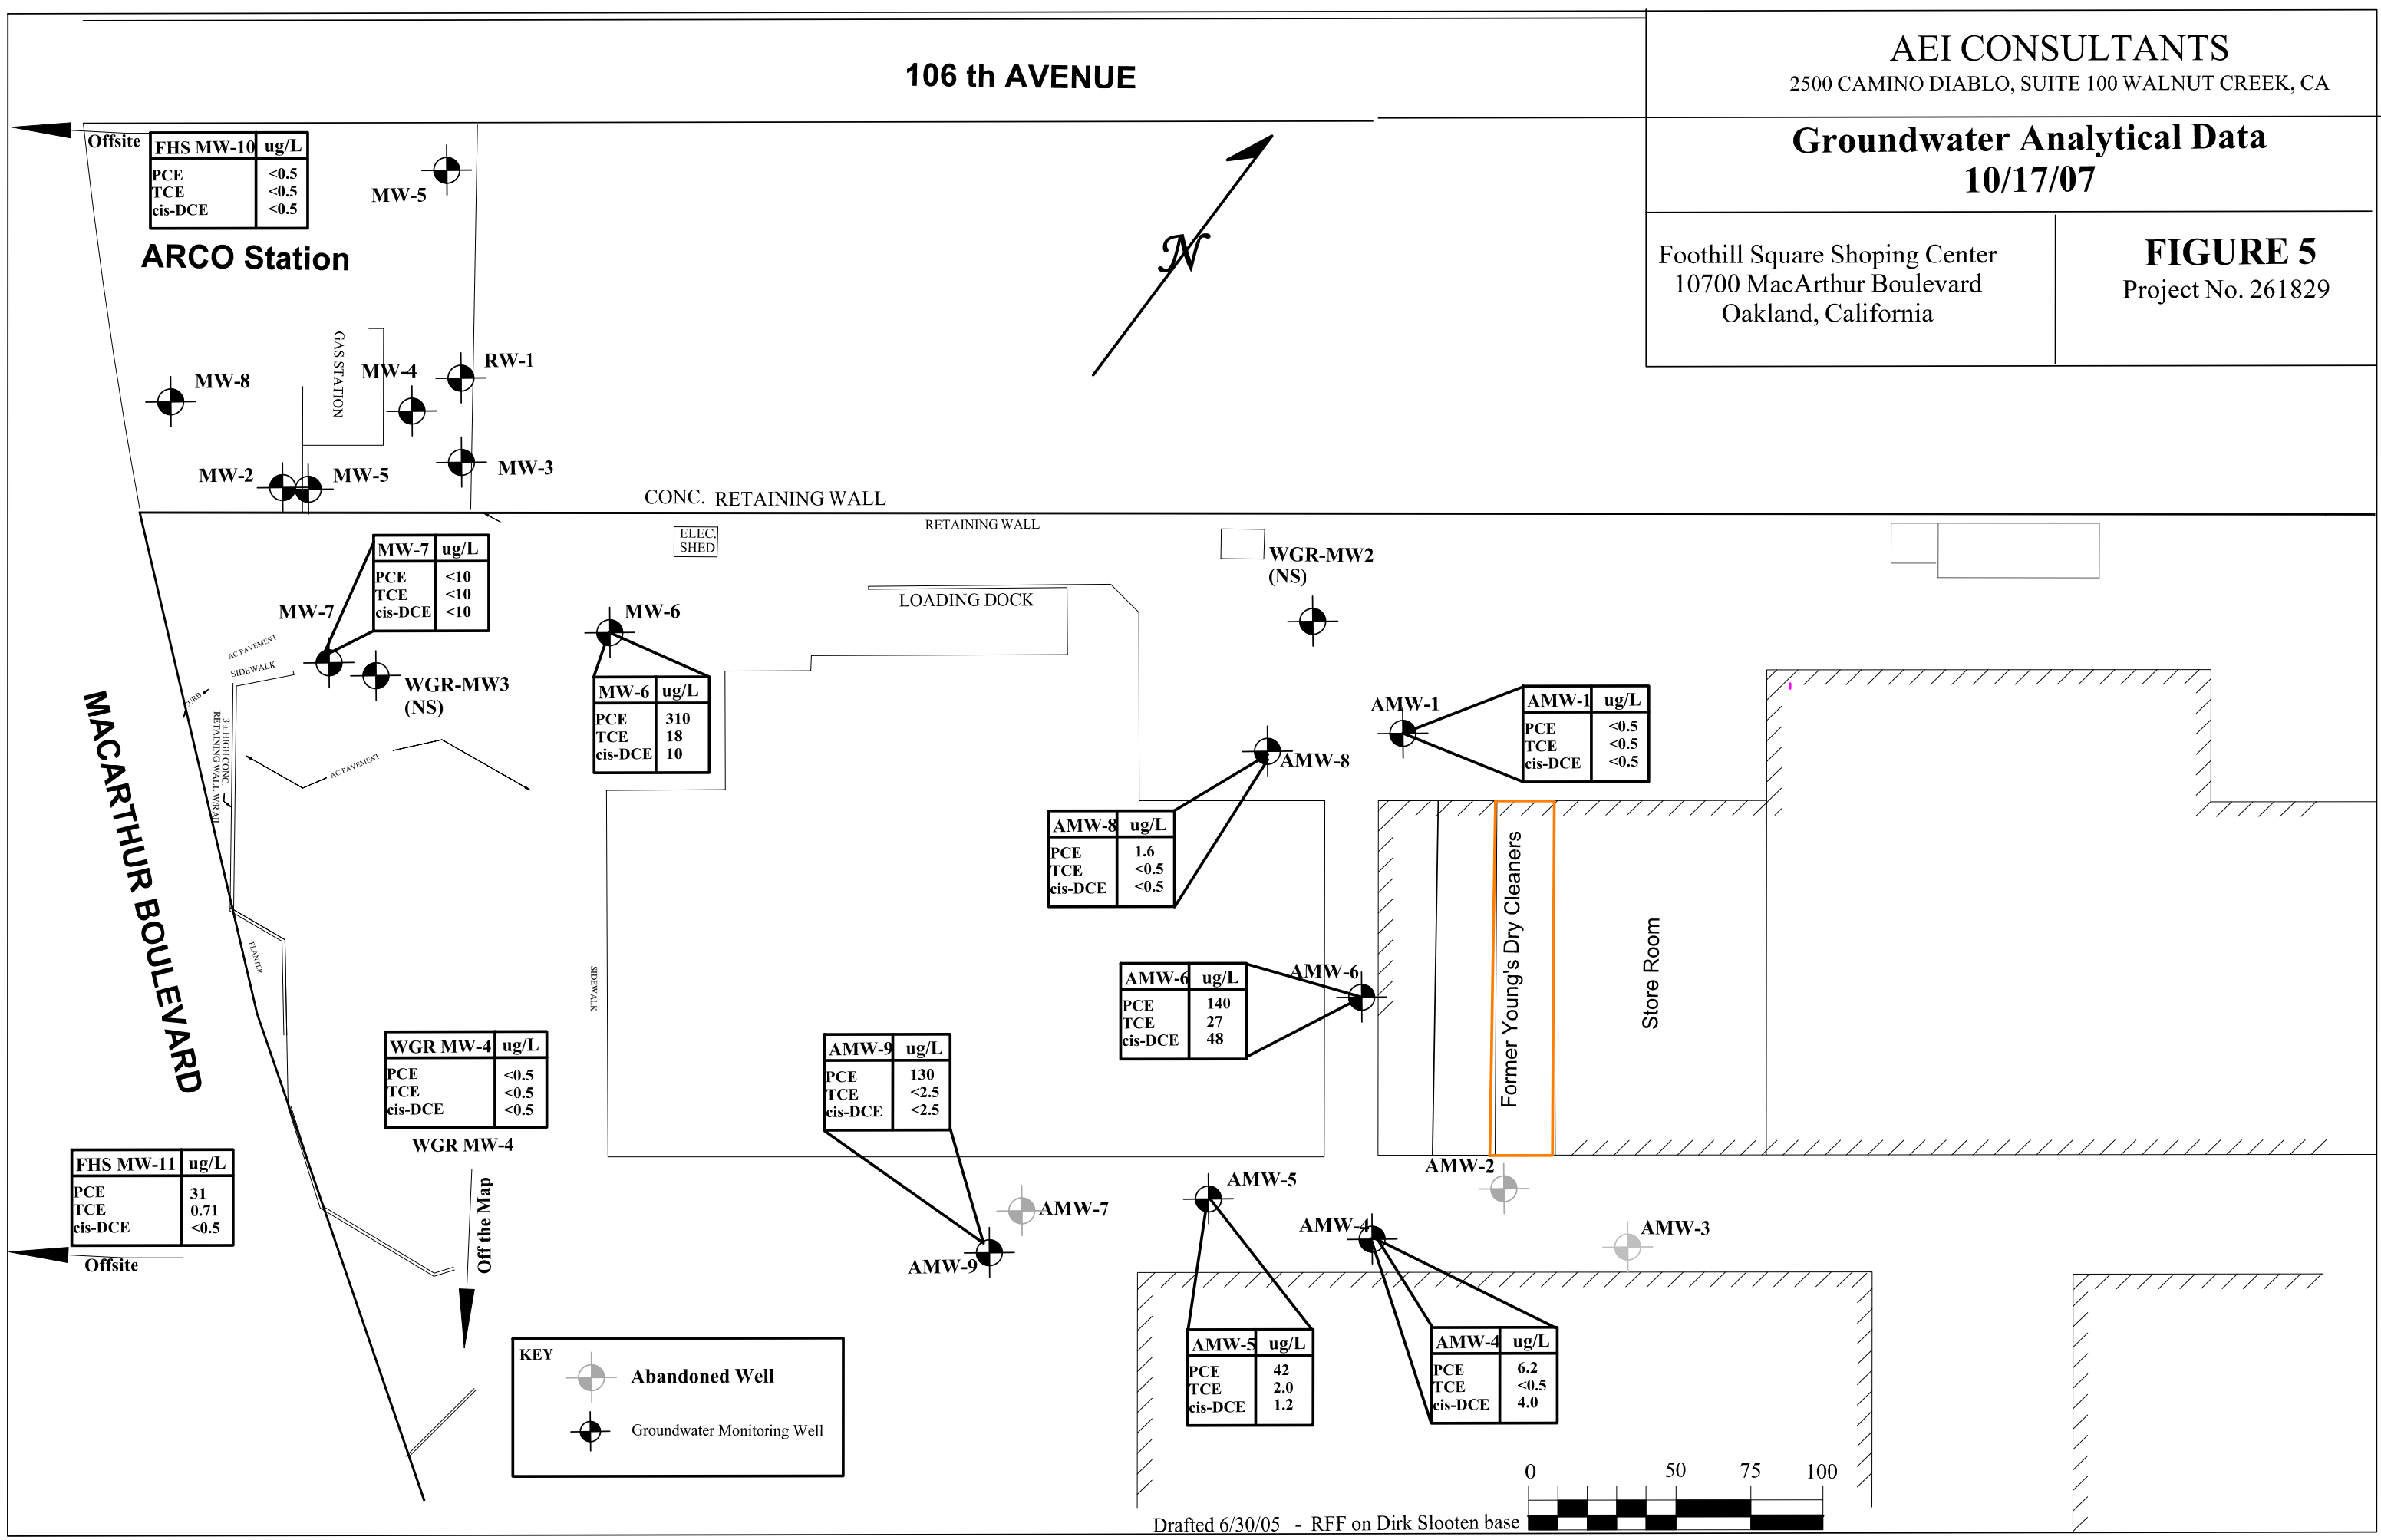 106 th AVENUE
AEI CONSULTANTS
2500 CAMINO DIABLO, SUITE 100 WALNUT CREEK, CA
Groundwater Analytical Data
10/17/07
Foothill Square Shoping Center
10700 MacArthur Boulevard
Oakland, California
FIGURE 5
Project No. 261829
Offsite
FHS MW-10 ug/L
PCE <0.5
TCE <0.5
cis-DCE <0.5
MW-5
ARCO Station
N
GAS STATION
MW-4
RW-1
MW-8
MW-2
MW-5
MW-3
CONC. RETAINING WALL
RETAINING WALL
ELEC.
SHED
LOADING DOCK
WGR-MW2
(NS)
MW-7 ug/L
PCE <10
TCE <10
cis-DCE <10
MW-7
MW-6
AC PAVEMENT
SIDEWALK
CURB
3'± HIGH CONC.
RETAINING WALL W/RAIL
WGR-MW3
(NS)
MW-6 ug/L
PCE 310
TCE 18
cis-DCE 10
AC PAVEMENT
AMW-1
AMW-1 ug/L
PCE <0.5
TCE <0.5
cis-DCE <0.5
AMW-8
AMW-8 ug/L
PCE 1.6
TCE <0.5
cis-DCE <0.5
MACARTHUR BOULEVARD
PLANTER
SIDEWALK
AMW-6
AMW-6 ug/L
PCE 140
TCE 27
cis-DCE 48
Former Young's Dry Cleaners
Store Room
WGR MW-4 ug/L
PCE <0.5
TCE <0.5
cis-DCE <0.5
WGR MW-4
Off the Map
AMW-9 ug/L
PCE 130
TCE <2.5
cis-DCE <2.5
FHS MW-11 ug/L
PCE 31
TCE 0.71
cis-DCE <0.5
Offsite
AMW-7
AMW-9
AMW-5
AMW-4
AMW-2
AMW-3
AMW-5 ug/L
PCE 42
TCE 2.0
cis-DCE 1.2
AMW-4 ug/L
PCE 6.2
TCE <0.5
cis-DCE 4.0
KEY
Abandoned Well
Groundwater Monitoring Well
0 50 75 100
Drafted 6/30/05 - RFF on Dirk Slooten base